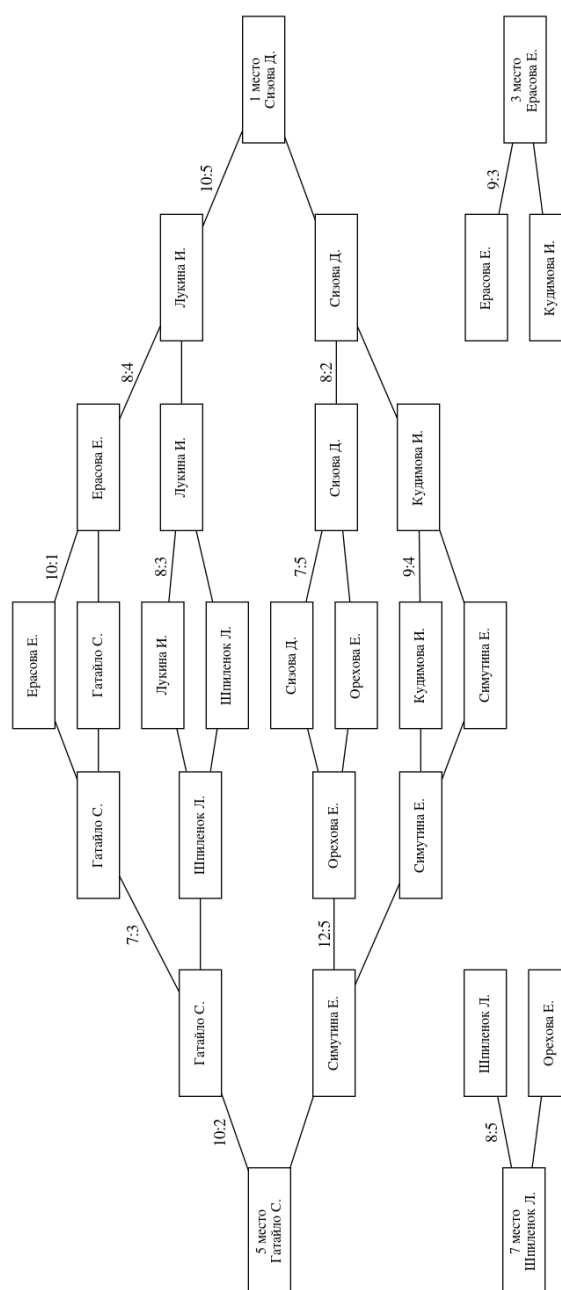 Ерасова Е.
10:1
Гатайло С.
Гатайло С.
Ерасова Е.
8:4
7:3
Лукина И.
8:3
Лукина И.
Лукина И.
10:5
Гатайло С.
Шпиленок Л.
10:2
Шпиленок Л.
5 место
Гатайло С.
1 место
Сизова Д.
Сизова Д.
7:5
12:5
8:2
Симутина Е.
Орехова Е.
Орехова Е.
Сизова Д.
Сизова Д.
9:4
Симутина Е.
Кудимова И.
Кудимова И.
Симутина Е.
8:5
Шпиленок Л.
Ерасова Е.
9:3
7 место
Шпиленок Л.
3 место
Ерасова Е.
Орехова Е.
Кудимова И.